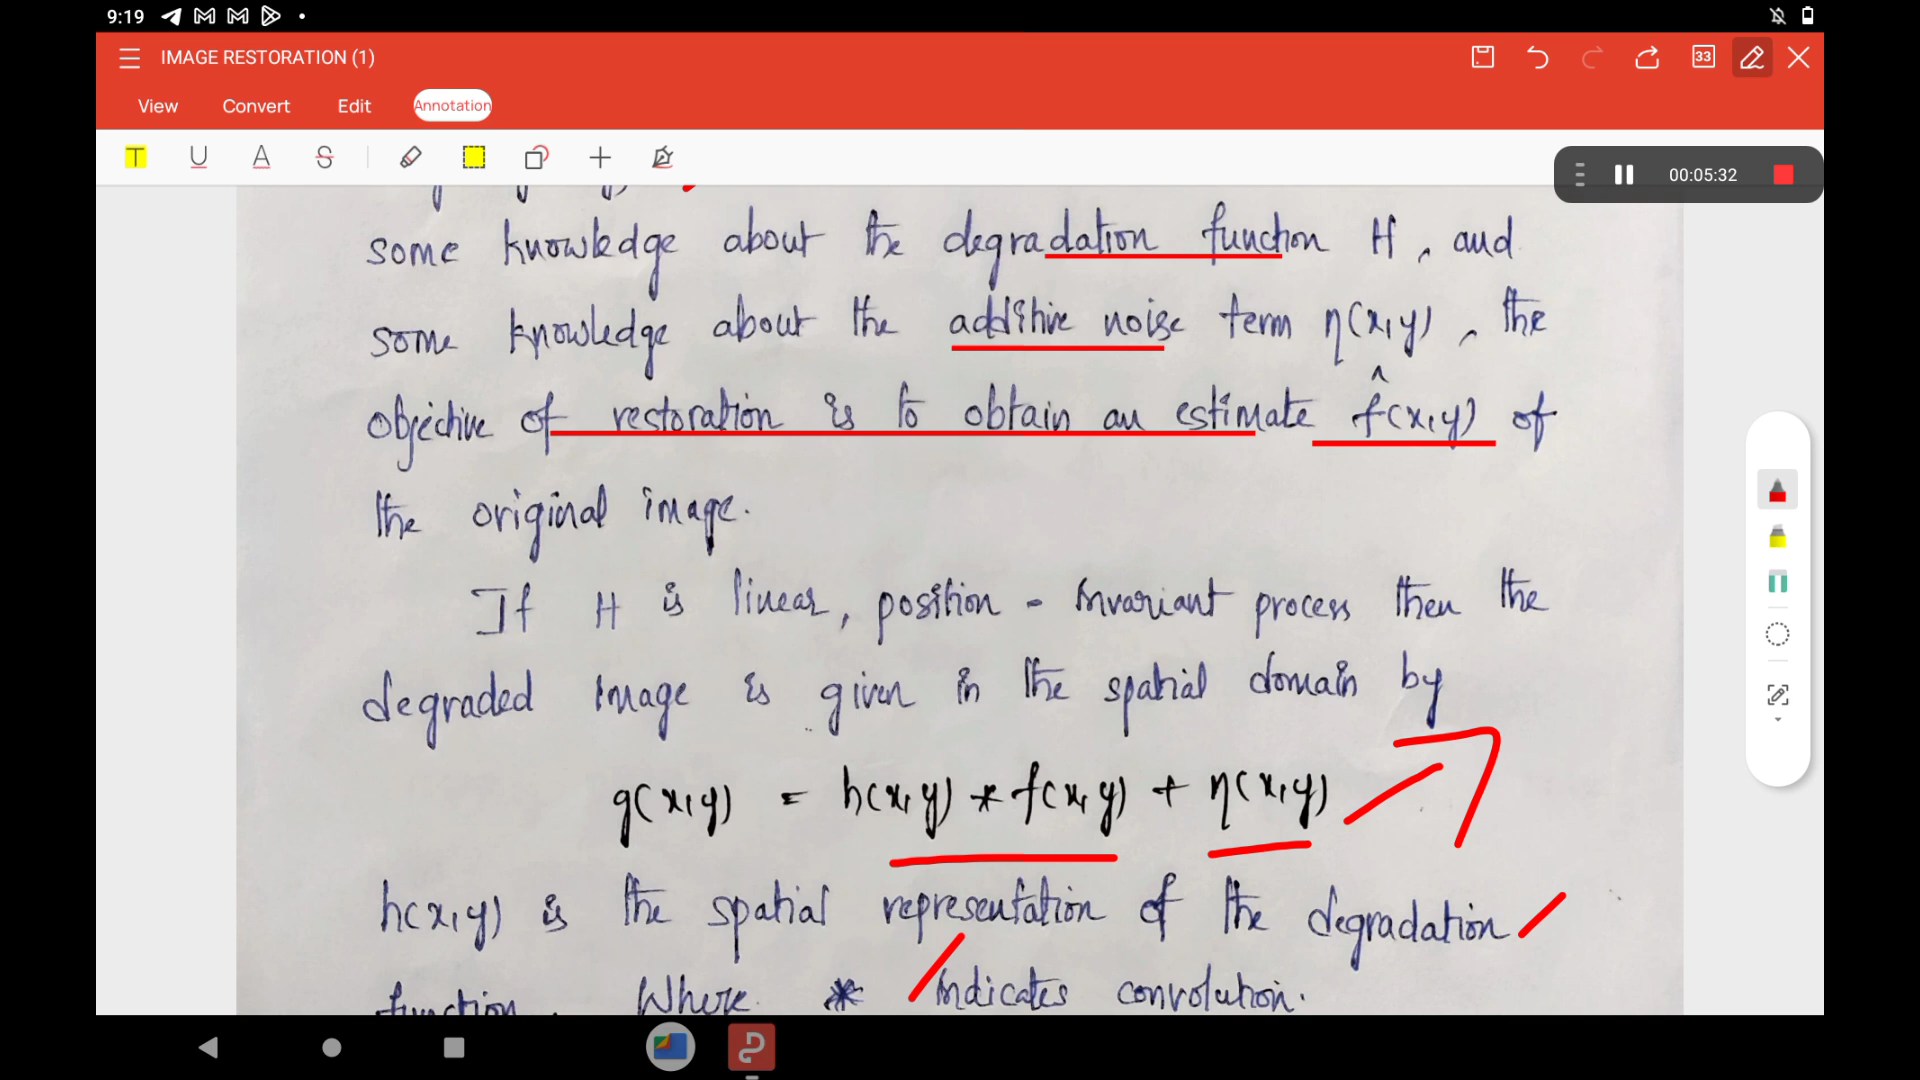 9:19
IMAGE RESTORATION (1)
33
View Convert Edit Annotation
T U A S
00:05:32
some knowledge about the degradation function H, and
some knowledge about the additive noise term η(x,y), the
objective of restoration is to obtain an estimate f̂(x,y) of
the original image.
If H is linear, position - invariant process then the
degraded image is given in the spatial domain by
g(x,y) = h(x,y) * f(x,y) + η(x,y)
h(x,y) is the spatial representation of the degradation
function. Where * indicates convolution.